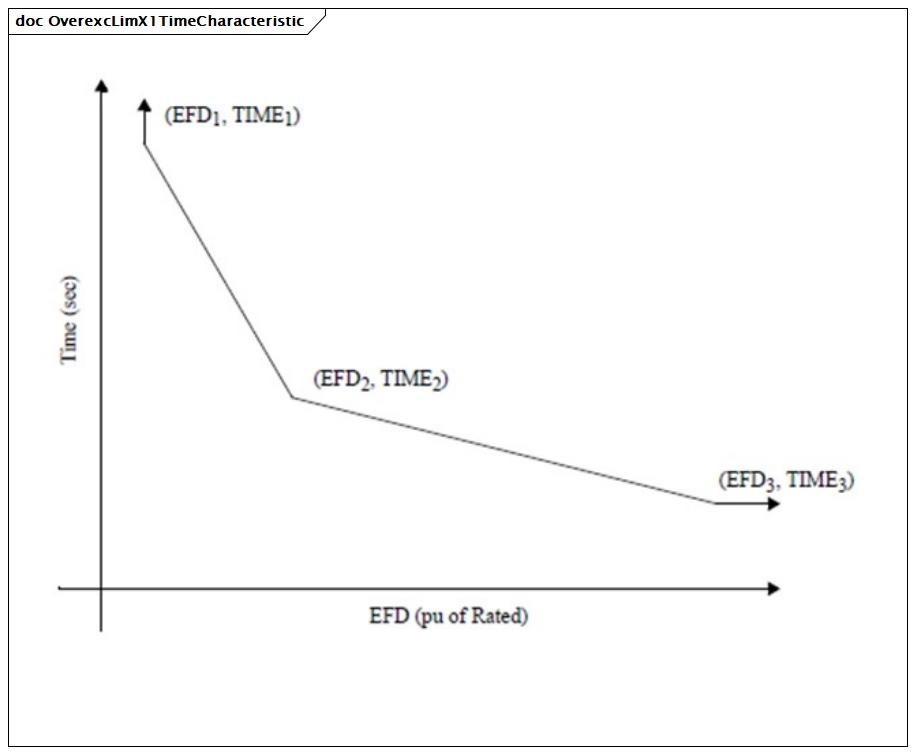 doc OverexcLimX1TimeCharacteristic
(EFD1, TIME1)
Time (sec)
(EFD2, TIME2)
(EFD3, TIME3)
EFD (pu of Rated)